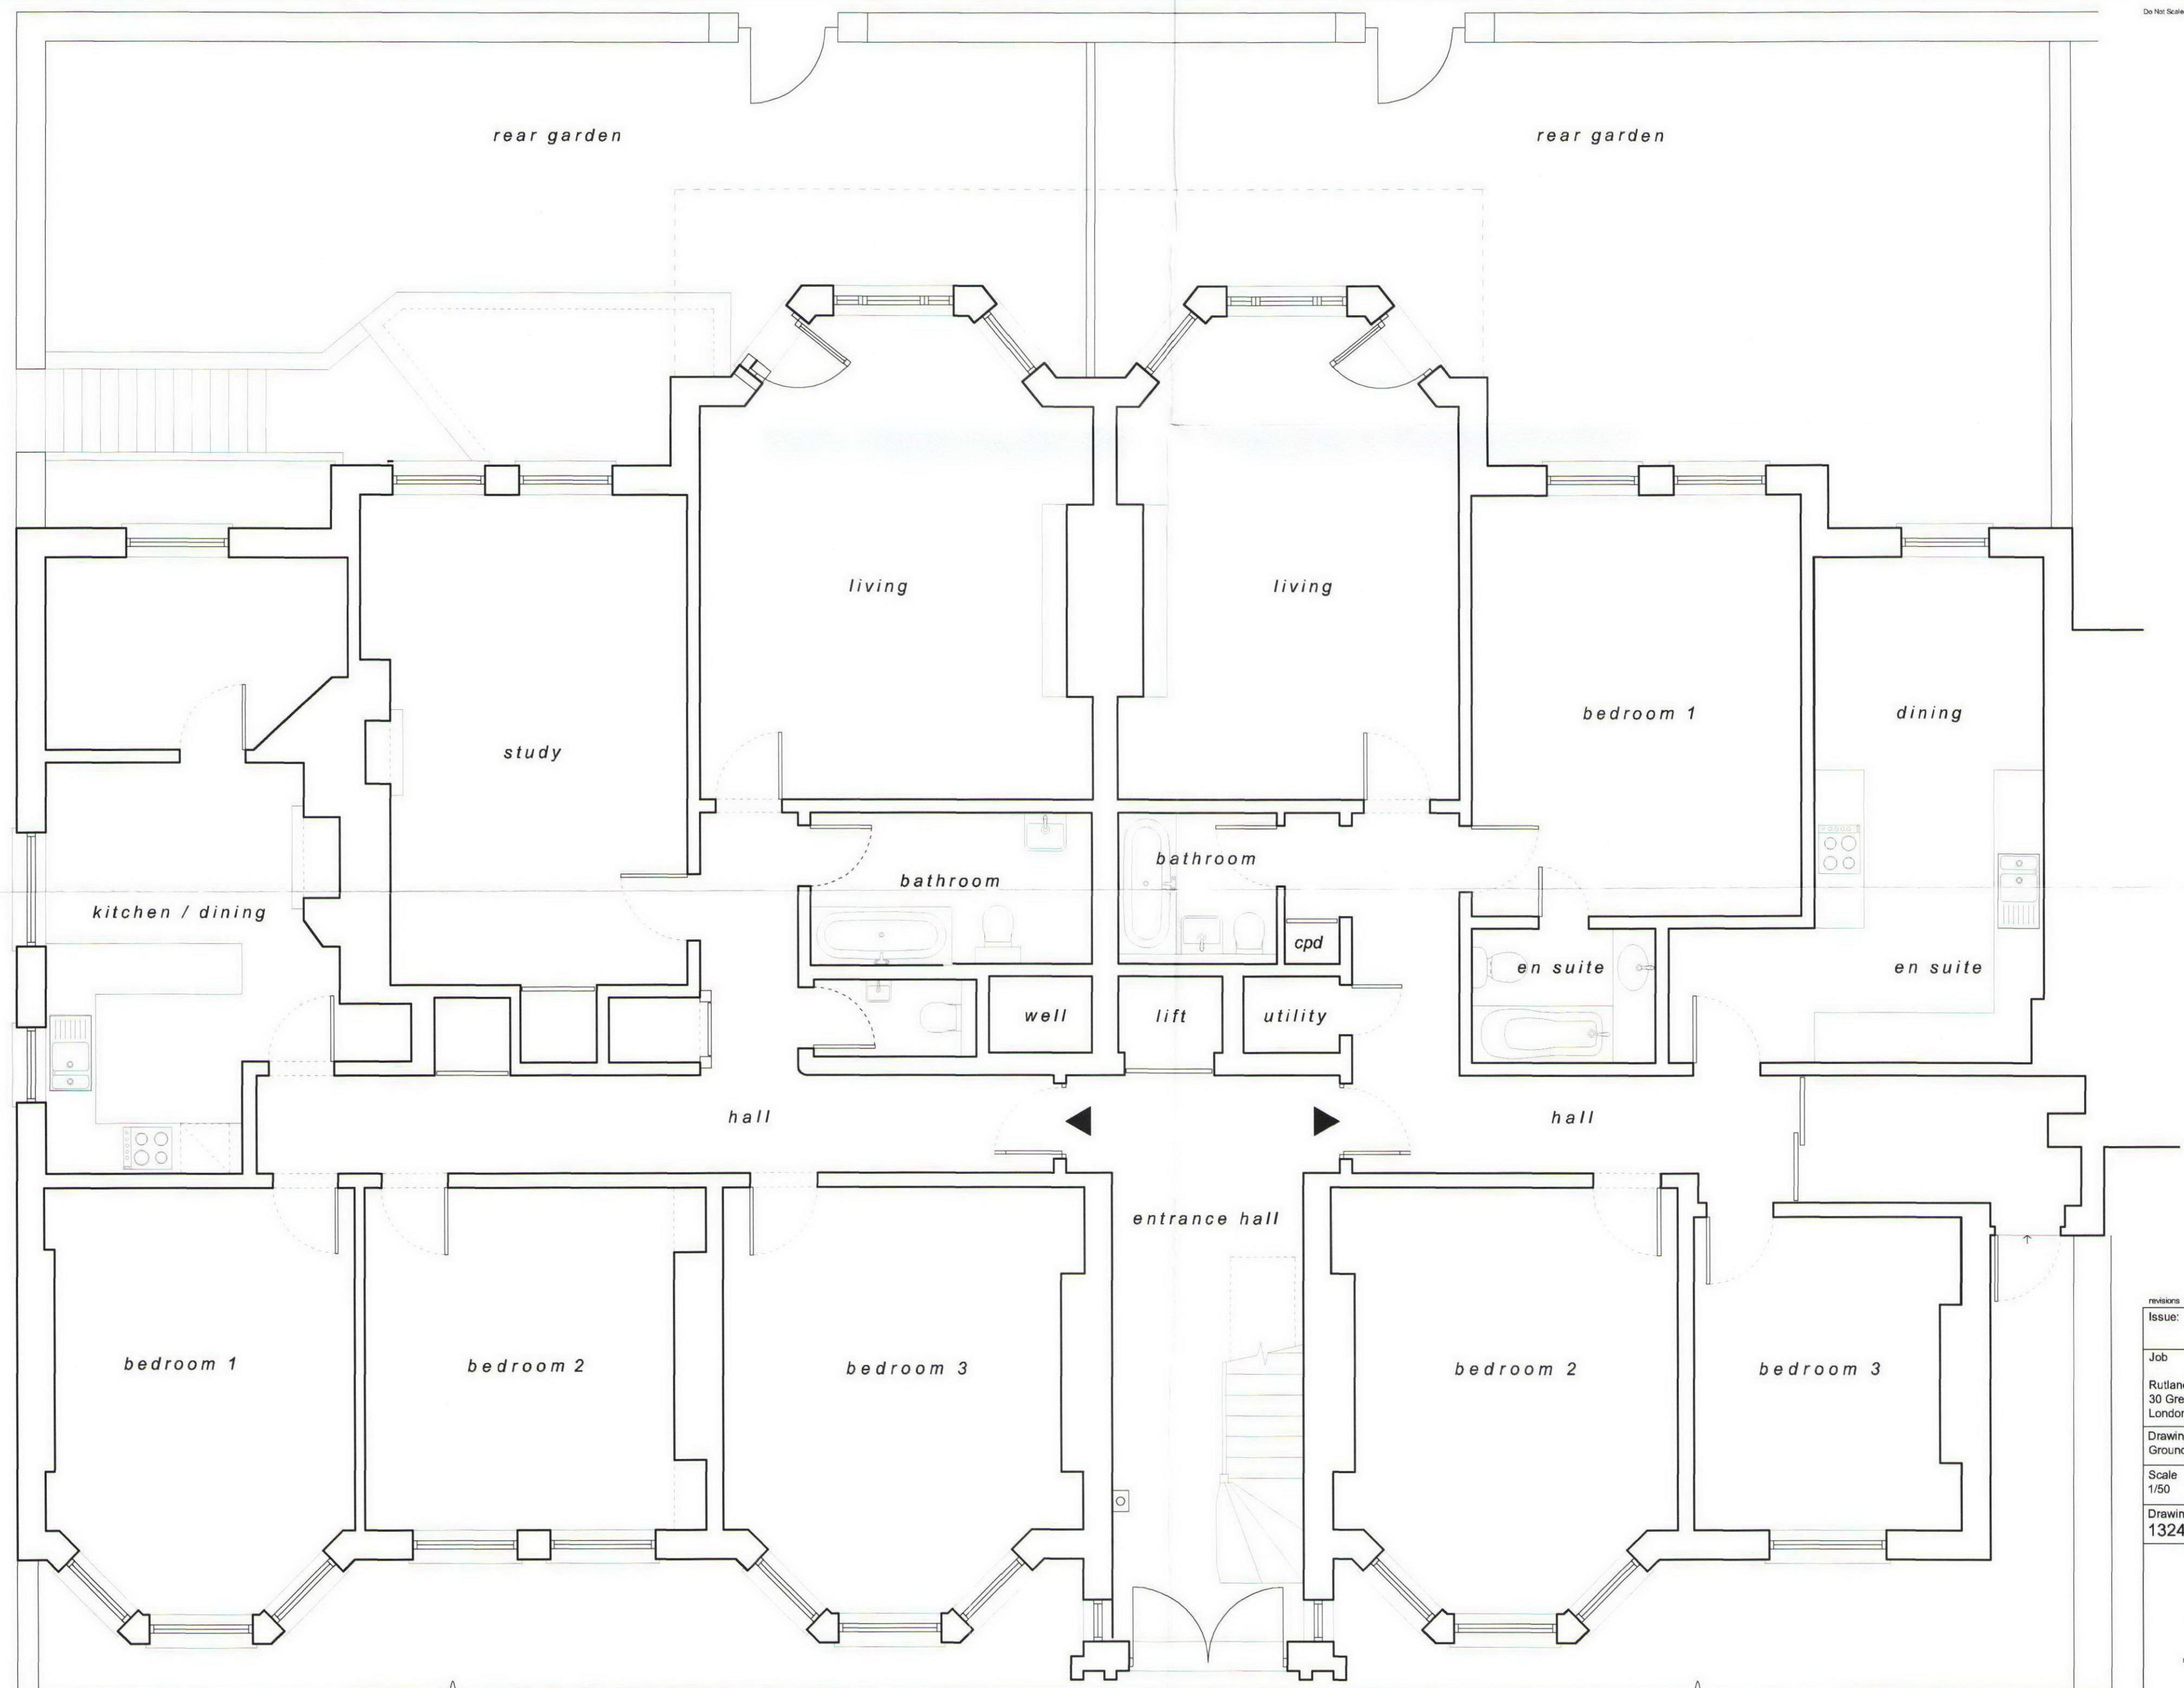 Do Not Scale
rear garden
rear garden
living
living
bedroom 1
dining
study
bathroom
bathroom
kitchen / dining
cpd
en suite
en suite
well
lift
utility
hall
hall
entrance hall
bedroom 1
bedroom 2
bedroom 3
bedroom 2
bedroom 3
revisions
Issue:
Job
30
Scale
1/50
1324